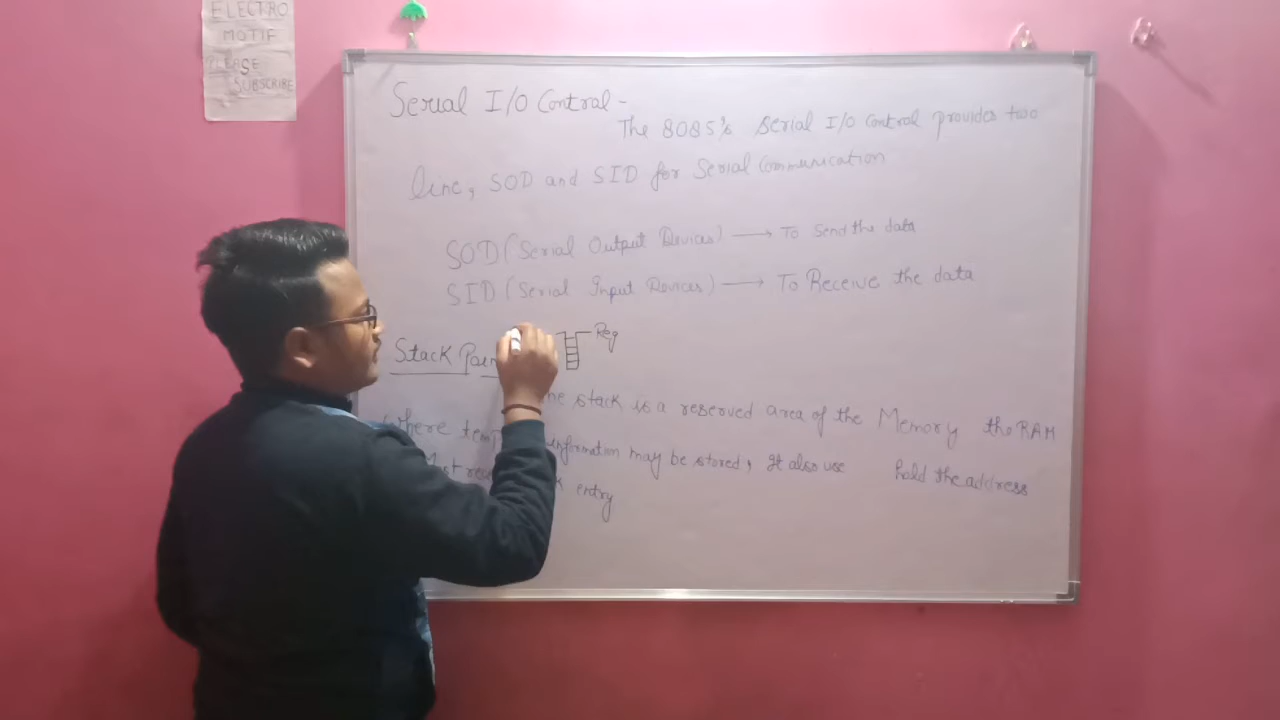 ELECTRO
MOTIF
PLEASE
SUBSCRIBE
Serial I/O Control -
The 8085's Serial I/O Control provides two
line, SOD and SID for Serial Communication
SOD (Serial Output Devices) → To Send the data
SID (Serial Input Devices) → To Receive the data
Stack
Reg
stack is a reserved area of the Memory the RAM
Where information may be stored, It also use hold the address
entry